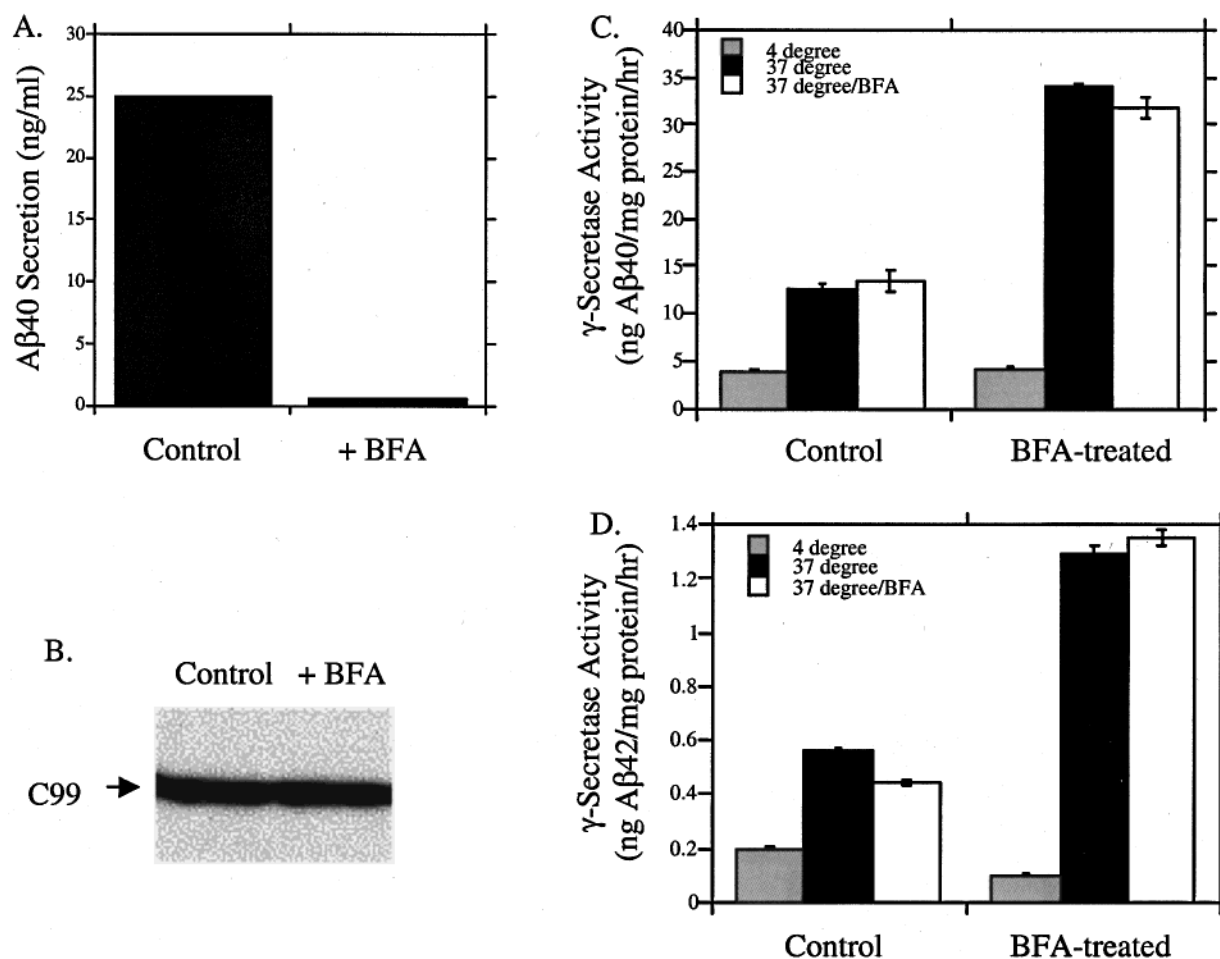 A.
30
25
20
15
10
5
0
Aβ40 Secretion (ng/ml)
Control
+ BFA
B.
Control + BFA
C99
C.
40
35
30
25
20
15
10
5
0
γ-Secretase Activity
(ng Aβ40/mg protein/hr)
4 degree
37 degree
37 degree/BFA
Control
BFA-treated
D.
1.4
1.2
1
0.8
0.6
0.4
0.2
0
γ-Secretase Activity
(ng Aβ42/mg protein/hr)
4 degree
37 degree
37 degree/BFA
Control
BFA-treated